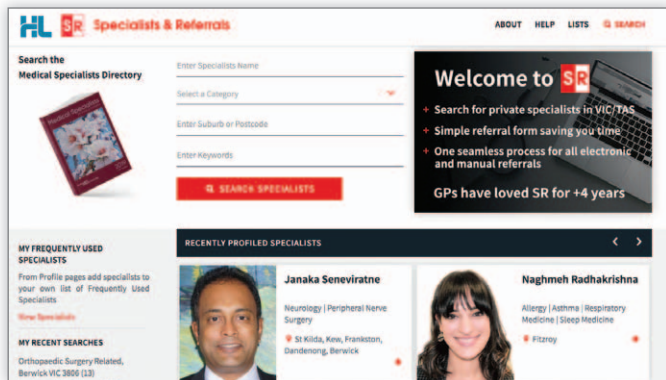 HL SR Specialists & Referrals
ABOUT HELP LISTS SEARCH
Search the
Medical Specialists Directory
Medical Specialists
Enter Specialists Name
Select a Category
Enter Suburb or Postcode
Enter Keywords
SEARCH SPECIALISTS
Welcome to SR
+ Search for private specialists in VIC/TAS
+ Simple referral form saving you time
+ One seamless process for all electronic
and manual referrals
GPs have loved SR for +4 years
MY FREQUENTLY USED
SPECIALISTS
From Profile pages add specialists to
your own list of Frequently Used
Specialists
View Specialists
MY RECENT SEARCHES
Orthopaedic Surgery Related,
Berwick VIC 3806 (13)
RECENTLY PROFILED SPECIALISTS
Janaka Seneviratne
Neurology | Peripheral Nerve
Surgery
St Kilda, Kew, Frankston,
Dandenong, Berwick
Naghmeh Radhakrishna
Allergy | Asthma | Respiratory
Medicine | Sleep Medicine
Fitzroy